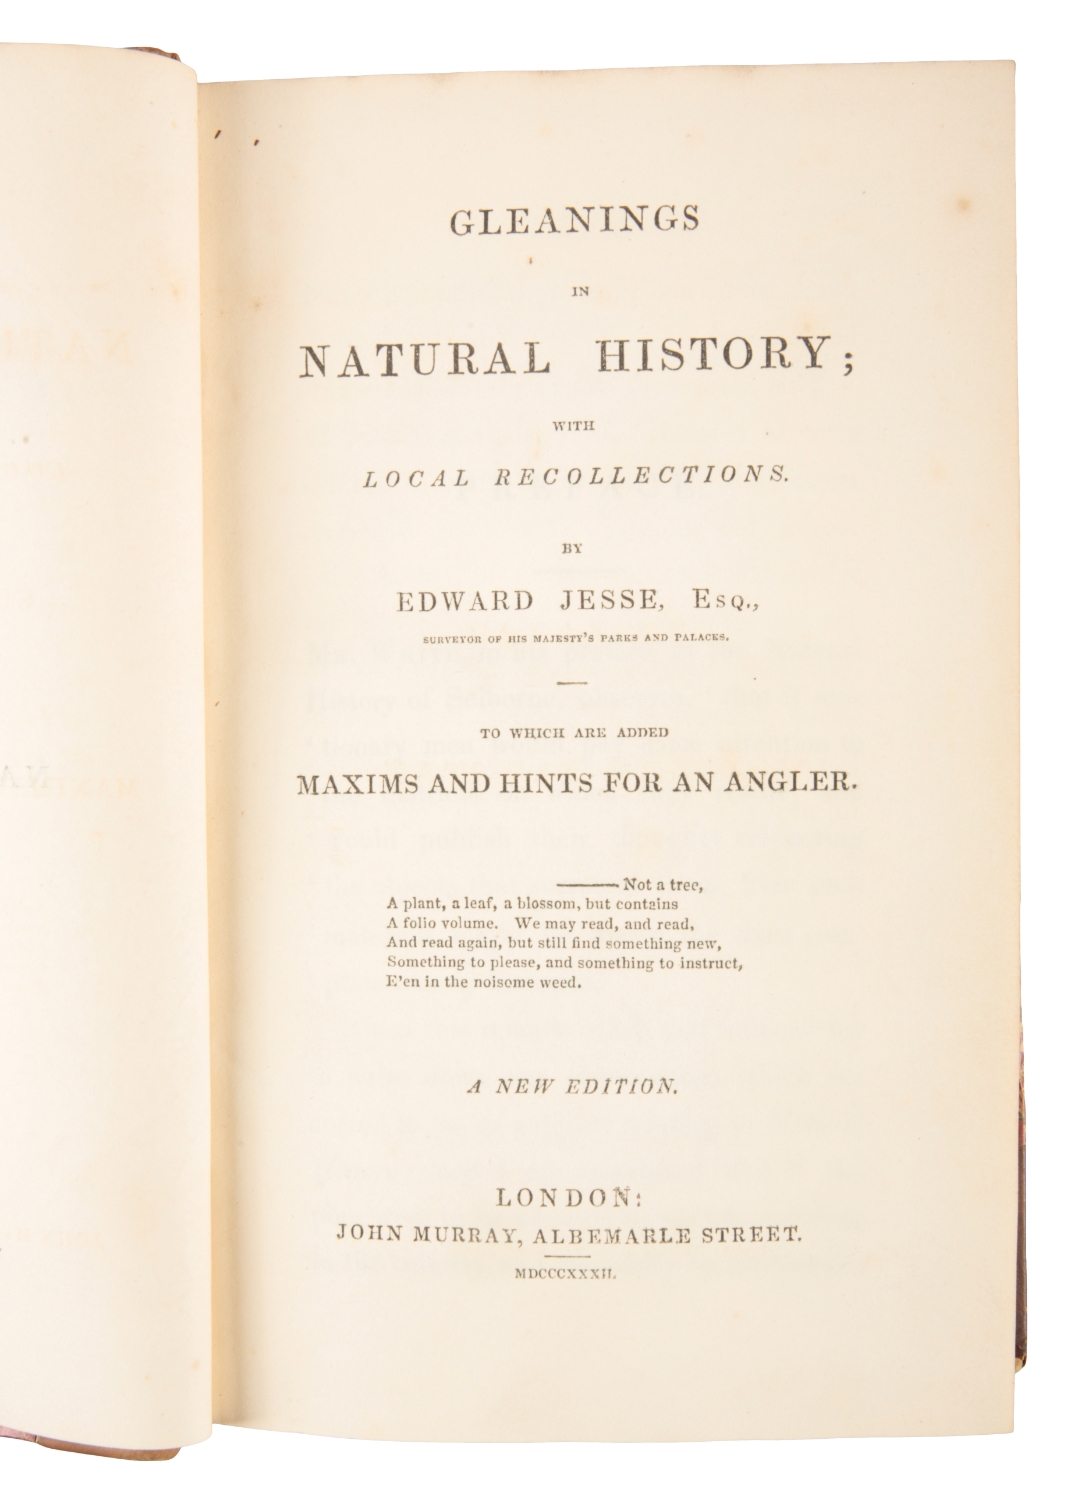 GLEANINGS
IN
NATURAL HISTORY;
WITH
LOCAL RECOLLECTIONS.
BY
EDWARD JESSE, Esq.,
SURVEYOR OF HIS MAJESTY'S PARKS AND PALACES.
TO WHICH ARE ADDED
MAXIMS AND HINTS FOR AN ANGLER.
——— Not a tree,
A plant, a leaf, a blossom, but contains
A folio volume. We may read, and read,
And read again, but still find something new,
Something to please, and something to instruct,
E'en in the noisome weed.
A NEW EDITION.
LONDON:
JOHN MURRAY, ALBEMARLE STREET.
MDCCCXXXII.